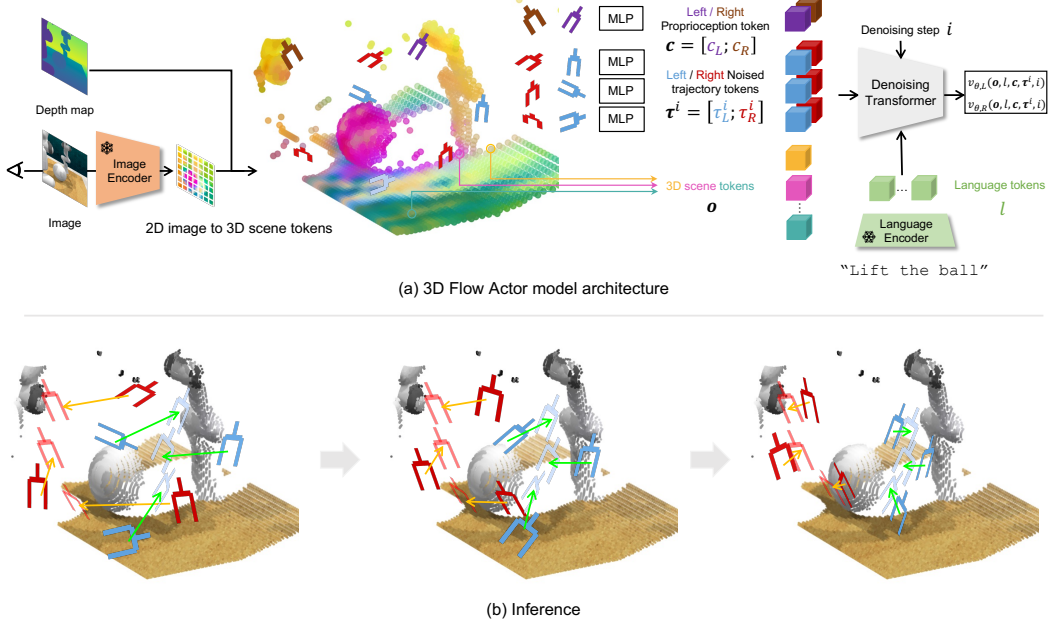 Depth map
Image
Encoder
Image
2D image to 3D scene tokens
MLP
MLP
MLP
MLP
Left / Right
Proprioception token
c = [c_L; c_R]
Left / Right Noised
trajectory tokens
τ^i = [τ_L^i; τ_R^i]
3D scene tokens
o
Denoising step i
Denoising
Transformer
v_{θ,L}(o, l, c, τ^i, i)
v_{θ,R}(o, l, c, τ^i, i)
...
Language tokens
l
Language
Encoder
“Lift the ball”
(a) 3D Flow Actor model architecture
(b) Inference